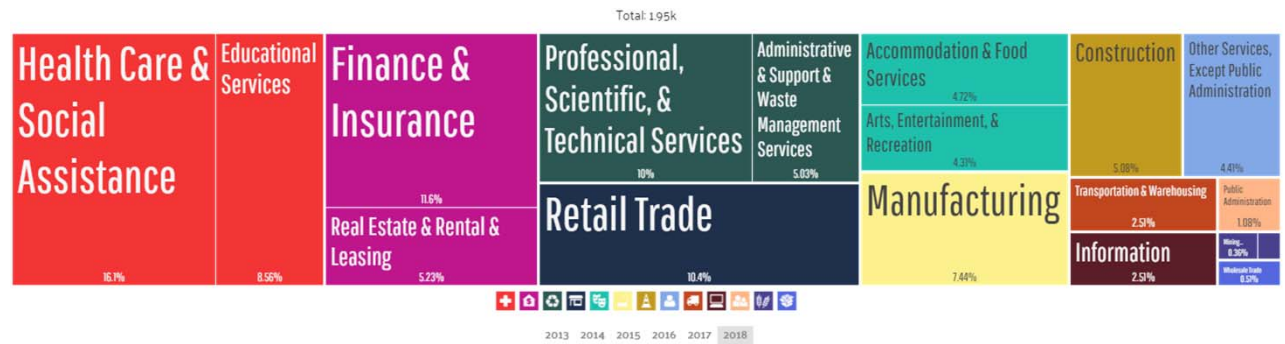 Total: 1.95k
Health Care &
Social
Assistance
16.1%
Educational
Services
8.56%
Finance &
Insurance
11.6%
Real Estate & Rental &
Leasing
5.23%
Professional,
Scientific, &
Technical Services
10%
Administrative
& Support &
Waste
Management
Services
5.03%
Retail Trade
10.4%
Accommodation & Food
Services
4.72%
Arts, Entertainment, &
Recreation
4.31%
Manufacturing
7.44%
Construction
5.08%
Other Services,
Except Public
Administration
4.41%
Transportation & Warehousing
2.51%
Public
Administration
1.08%
Information
2.51%
Mining...
0.36%
Wholesale Trade
0.51%
2013 2014 2015 2016 2017 2018